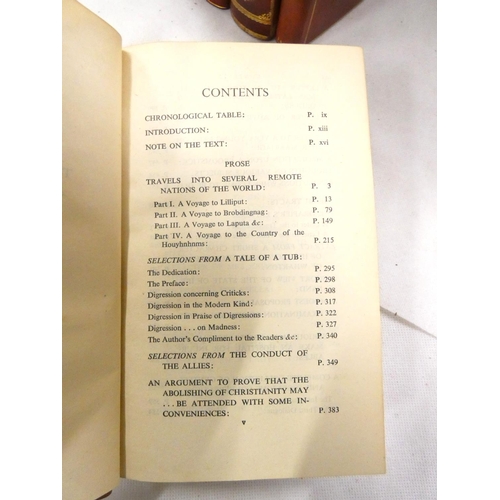 CONTENTS
CHRONOLOGICAL TABLE: P. ix
INTRODUCTION: P. xiii
NOTE ON THE TEXT: P. xvi
PROSE
TRAVELS INTO SEVERAL REMOTE
NATIONS OF THE WORLD: P. 3
Part I. A Voyage to Lilliput: P. 13
Part II. A Voyage to Brobdingnag: P. 79
Part III. A Voyage to Laputa &c: P. 149
Part IV. A Voyage to the Country of the
Houyhnhnms: P. 215
SELECTIONS FROM A TALE OF A TUB:
The Dedication: P. 295
The Preface: P. 298
Digression concerning Criticks: P. 308
Digression in the Modern Kind: P. 317
Digression in Praise of Digressions: P. 322
Digression . . . on Madness: P. 327
The Author's Compliment to the Readers &c: P. 340
SELECTIONS FROM THE CONDUCT OF
THE ALLIES: P. 349
AN ARGUMENT TO PROVE THAT THE
ABOLISHING OF CHRISTIANITY MAY
. . . BE ATTENDED WITH SOME IN-
CONVENIENCES: P. 383
v